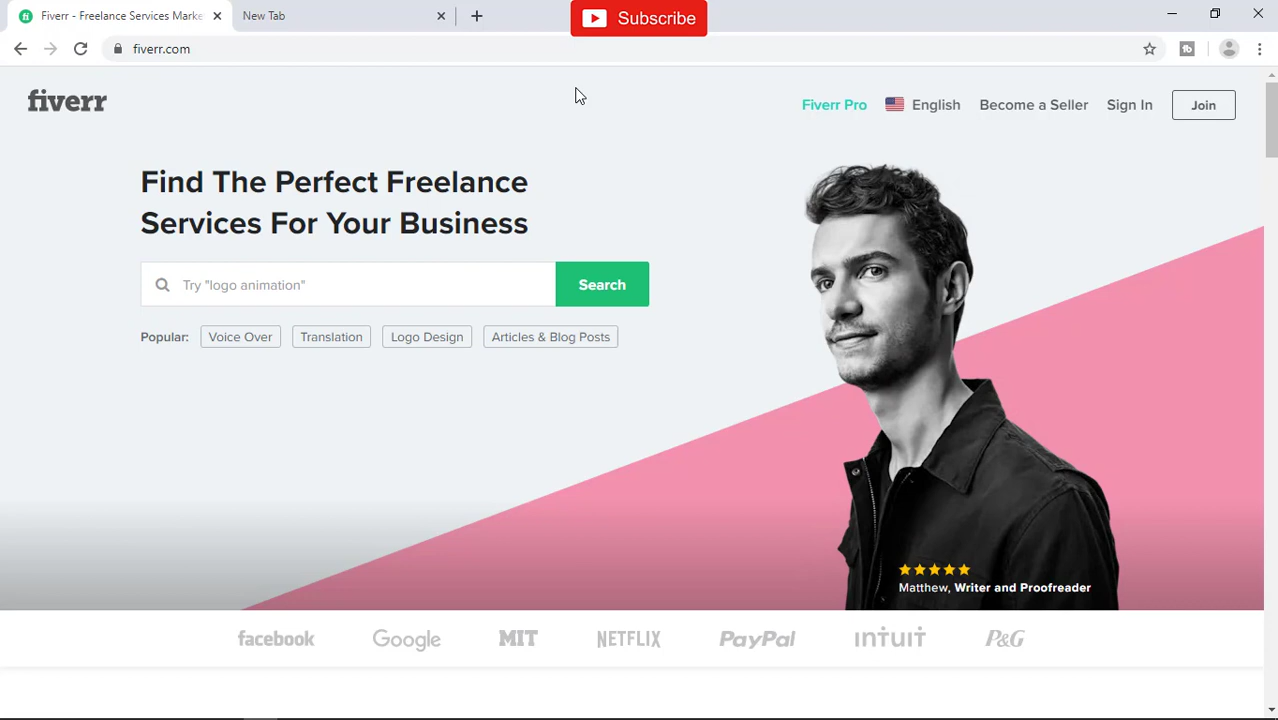 Fiverr - Freelance Services Marke
New Tab
Subscribe
fiverr.com
fiverr
Fiverr Pro
English
Become a Seller
Sign In
Join
Find The Perfect Freelance
Services For Your Business
Try "logo animation"
Search
Popular:
Voice Over
Translation
Logo Design
Articles & Blog Posts
Matthew, Writer and Proofreader
facebook
Google
MIT
NETFLIX
PayPal
intuit
P&G